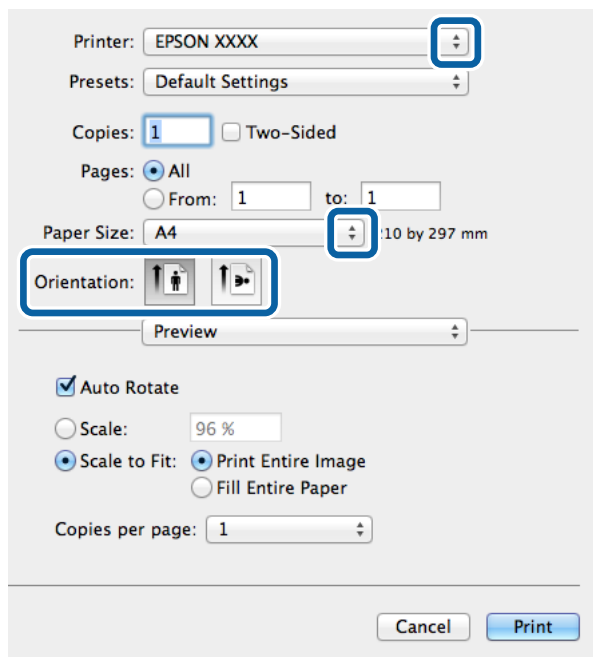 Printer: EPSON XXXX
Presets: Default Settings
Copies: 1 Two-Sided
Pages: All
From: 1 to: 1
Paper Size: A4 210 by 297 mm
Orientation:
Preview
Auto Rotate
Scale: 96 %
Scale to Fit: Print Entire Image
Fill Entire Paper
Copies per page: 1
Cancel Print